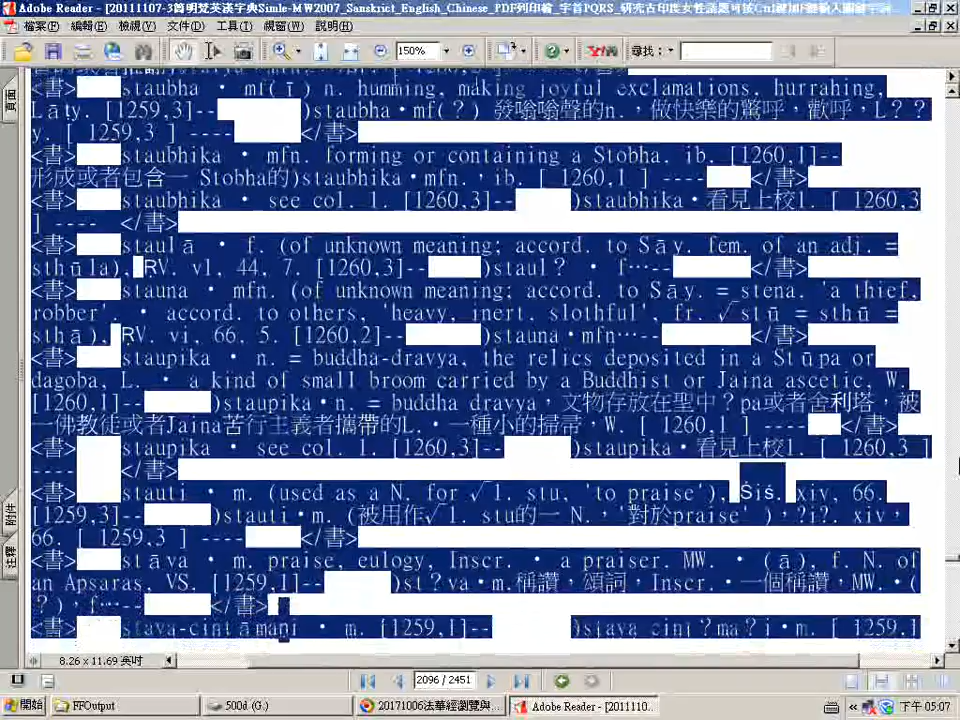 Adobe Reader - [20111107-3簡明梵英漢字典Simle-MW2007_Sanskrit_English_Chinese_PDF列印稿_字首PQRS_研究古印度女性話題可按Ctrl鍵加F鍵輸入關鍵字...
檔案(F) 編輯(E) 檢視(V) 文件(D) 工具(T) 視窗(W) 說明(H)
150% Y! 尋找：
頁面
<書> staubha ‧ mf(ī) n. humming, making joyful exclamations, hurrahing,
Lāṭy. [1259,3]-- )staubha‧mf(?) 發嗡嗡聲的n.，做快樂的驚呼，歡呼，L??
y. [ 1259,3 ] ---- </書>
<書> staubhika ‧ mfn. forming or containing a Stobha. ib. [1260,1]--
形成或者包含一 Stobha的)staubhika‧mfn.，ib. [ 1260,1 ] ---- </書>
<書> staubhika ‧ see col. 1. [1260,3]-- )staubhika‧看見上校1. [ 1260,3
] ---- </書>
<書> staulā ‧ f. (of unknown meaning; accord. to Sāy. fem. of an adj. =
sthūla), RV. vl, 44, 7. [1260,3]-- )staul? ‧ f…-- </書>
<書> stauna ‧ mfn. (of unknown meaning; accord. to Sāy. = stena. 'a thief,
robber'. ‧ accord. to others, 'heavy, inert. slothful', fr. √stū = sthū =
sthā), RV. vi, 66. 5. [1260,2]-- )stauna‧mfn…-- </書>
<書> staupika ‧ n. = buddha-dravya, the relics deposited in a Stūpa or
dagoba, L. ‧ a kind of small broom carried by a Buddhist or Jaina ascetic, W.
[1260,1]-- )staupika‧n. = buddha dravya，文物存放在聖中？pa或者舍利塔，被
一佛教徒或者Jaina苦行主義者攜帶的L.‧一種小的掃帚，W. [ 1260,1 ] ---- </書>
<書> staupika ‧ see col. 1. [1260,3]-- )staupika‧看見上校1. [ 1260,3 ]
---- </書>
<書> stauti ‧ m. (used as a N. for √1. stu, 'to praise'), Śiś. xiv, 66.
[1259,3]-- )stauti‧m. (被用作√1. stu的一 N.，'對於praise' )，?i?. xiv，
66. [ 1259,3 ] ---- </書>
附件
註釋
<書> stāva ‧ m. praise, eulogy, Inscr. ‧ a praiser. MW. ‧ (ā), f. N. of
an Apsaras, VS. [1259,1]-- )st?va‧m.稱讚，頌詞，Inscr.‧一個稱讚，MW.‧(
?)，f…-- </書>
<書> stava-cintāmaṇi ‧ m. [1259,1]-- )stava cint?ma?i‧m. [ 1259,1
8.26 x 11.69 英吋
2096 / 2451
開始 FFOutput 500d (G:) 20171006法華經瀏覽與... Adobe Reader - [2011110... 下午 05:07